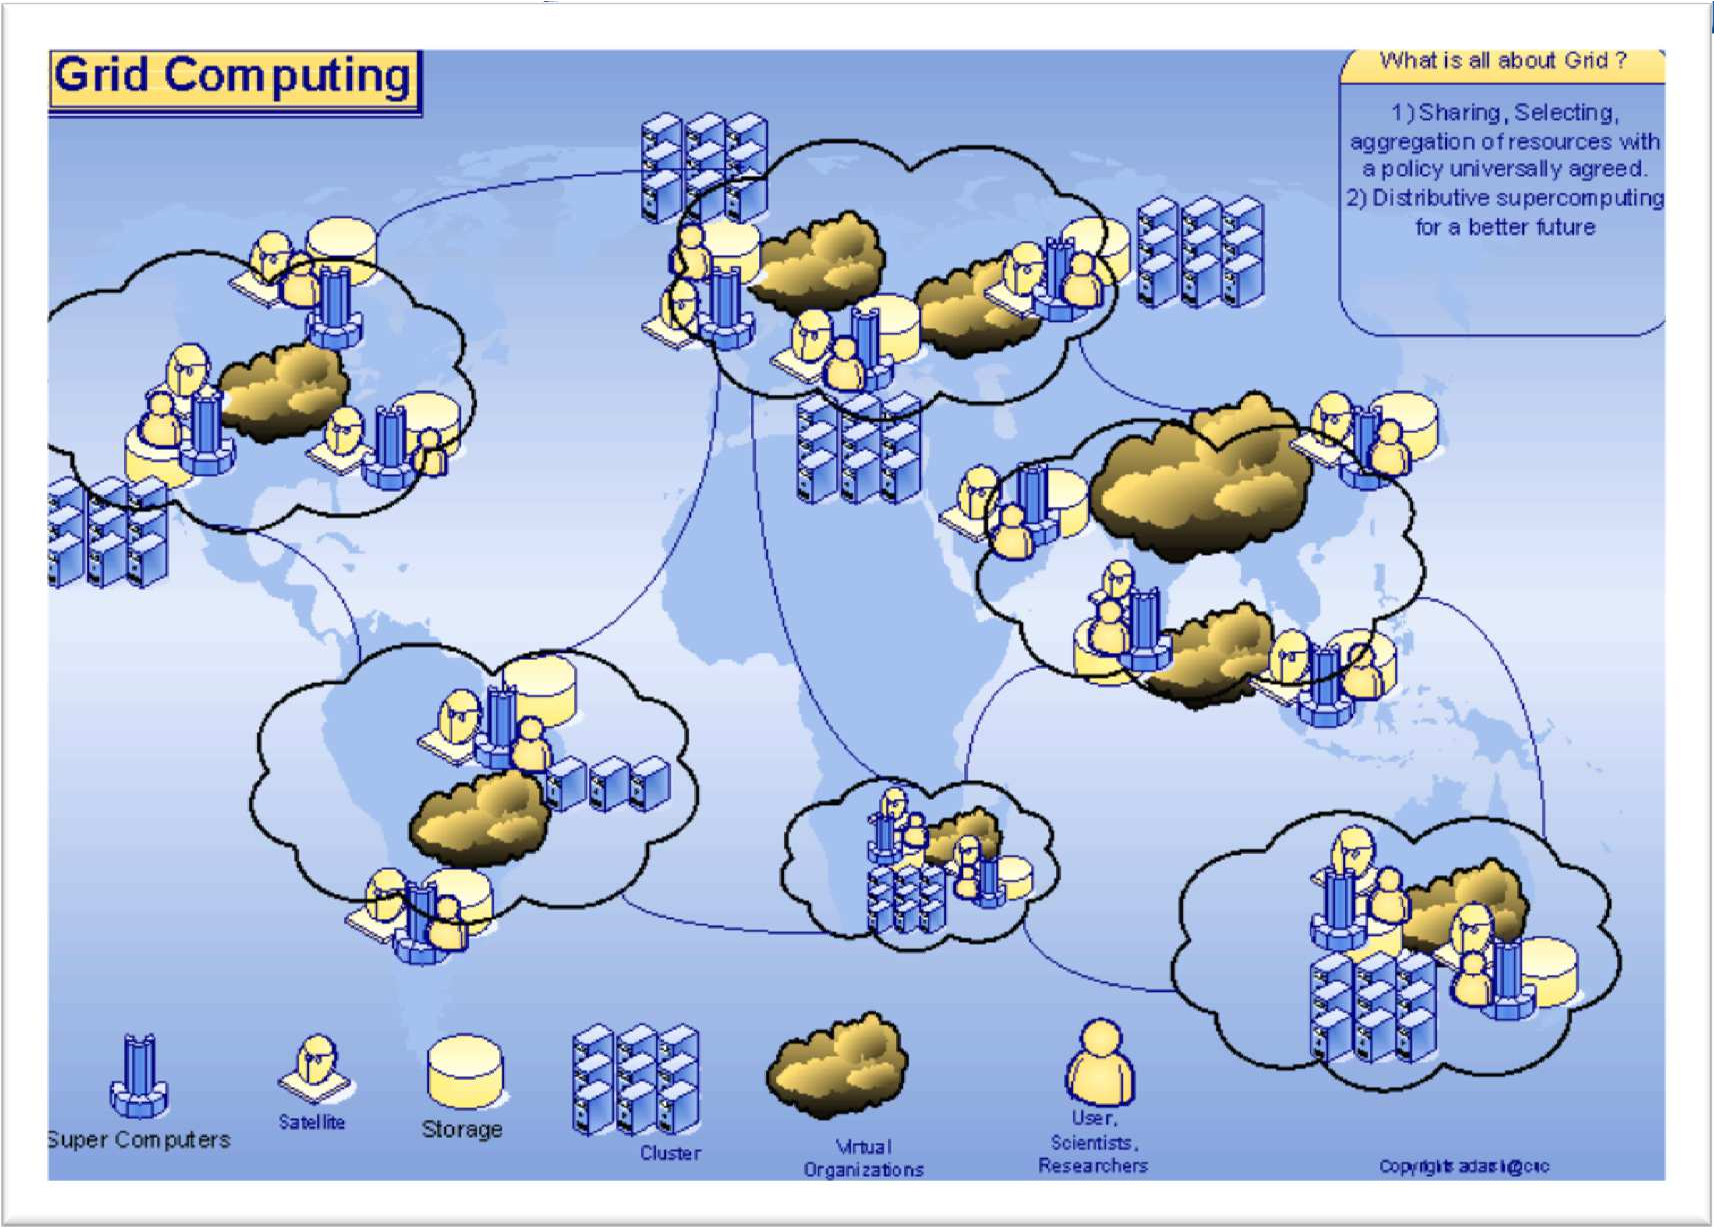 Grid Computing
What is all about Grid ?
1) Sharing, Selecting,
aggregation of resources with
a policy universally agreed.
2) Distributive supercomputing
for a better future
Super Computers
Satellite
Storage
Cluster
Virtual
Organizations
User,
Scientists,
Researchers
Copyrights